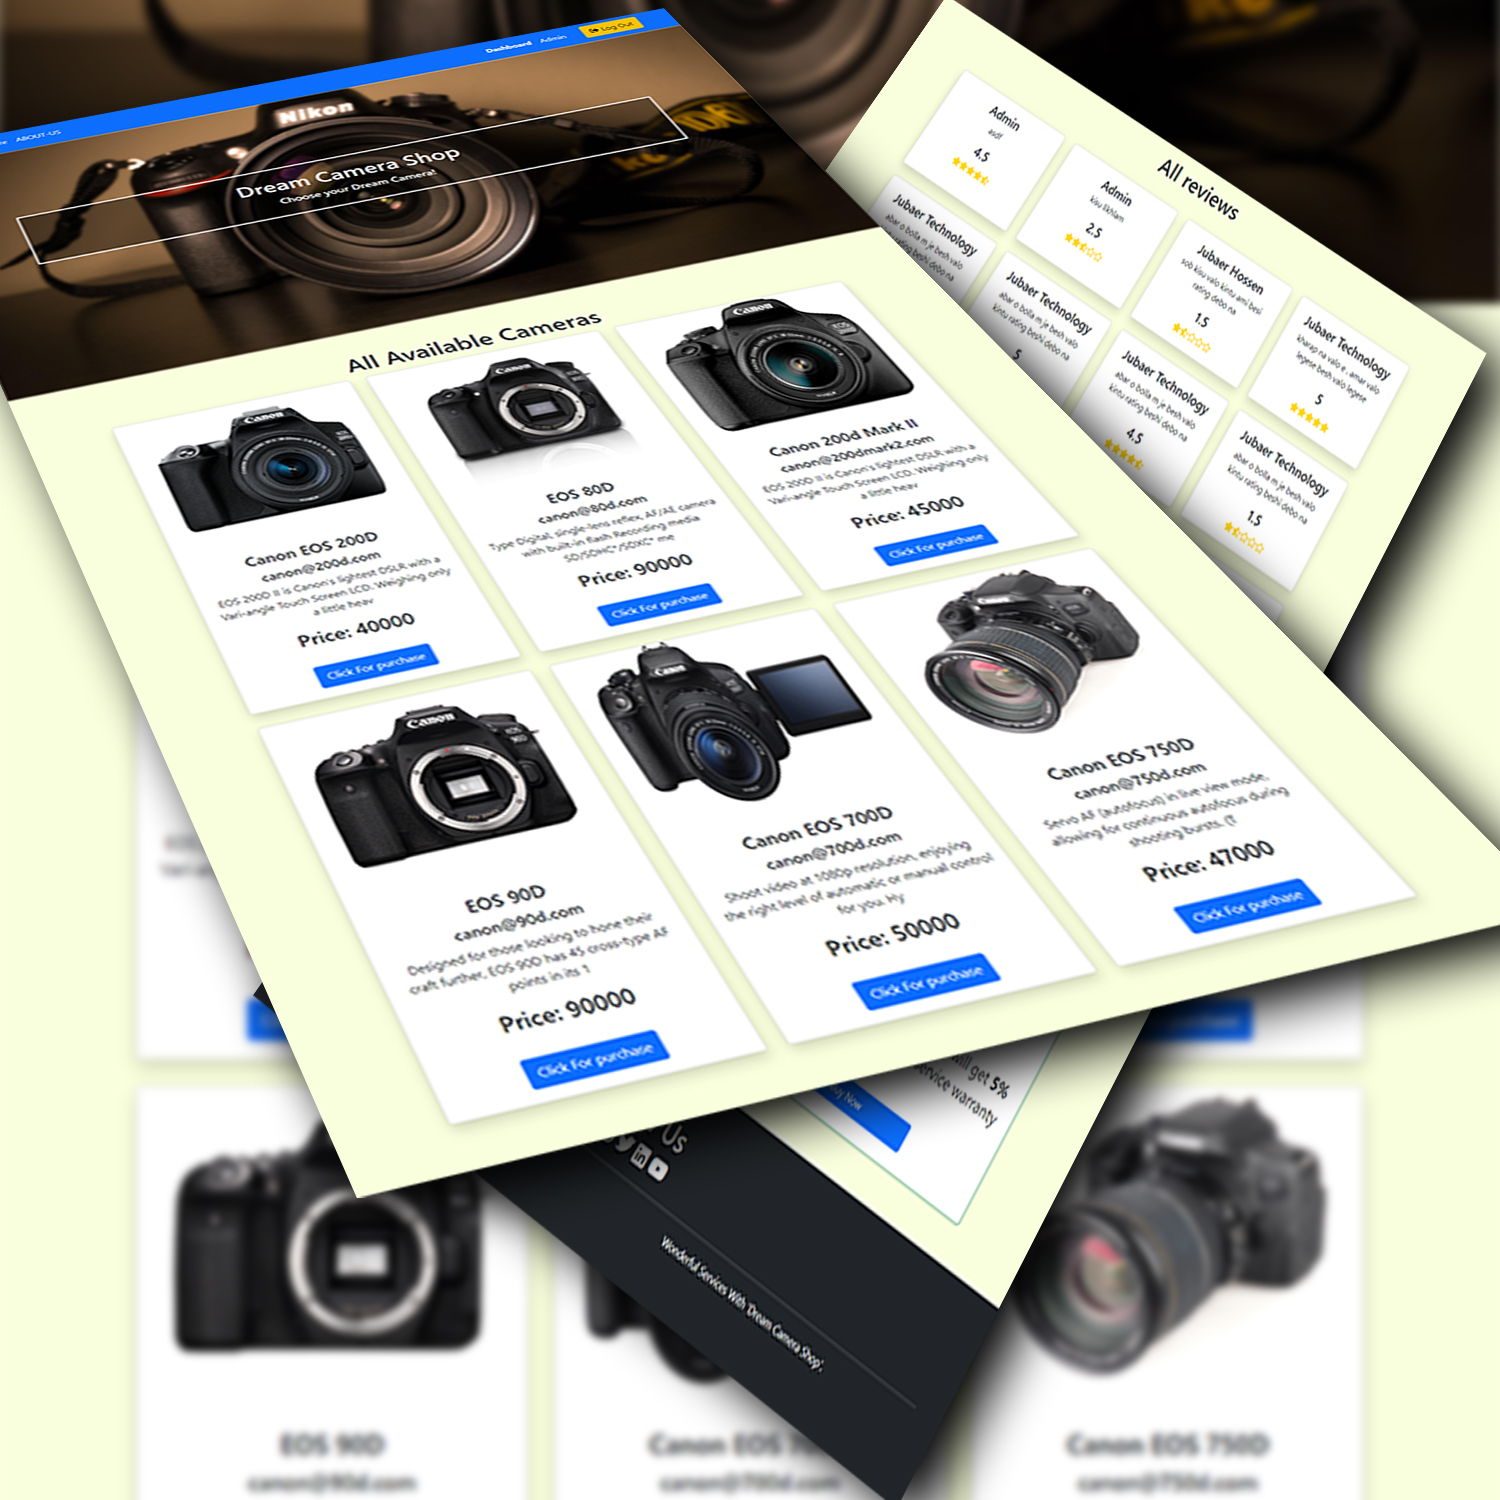 ABOUT-US
Dashboard
Admin
Log Out
Nikon
Dream Camera Shop
Choose your Dream Camera!
All Available Cameras
Canon
Canon EOS 200D
canon@200d.com
EOS 200D II is Canon's lightest DSLR with a
Vari-angle Touch Screen LCD. Weighing only
a little heav
Price: 40000
Click For purchase
Canon
EOS 80D
canon@80d.com
Type Digital, single-lens reflex, AF/AE camera
with built-in flash Recording media
SD/SDHC*/SDXC* me
Price: 90000
Click For purchase
Canon
Canon 200d Mark II
canon@200dmark2.com
EOS 200D II is Canon's lightest DSLR with a
Vari-angle Touch Screen LCD. Weighing only
a little heav
Price: 45000
Click For purchase
Canon
EOS 90D
canon@90d.com
Designed for those looking to hone their
craft further, EOS 90D has 45 cross-type AF
points in its 1
Price: 90000
Click For purchase
Canon
Canon EOS 700D
canon@700d.com
Shoot video at 1080p resolution, enjoying
the right level of automatic or manual control
for you. Hy
Price: 50000
Click For purchase
Canon
Canon EOS 750D
canon@750d.com
Servo AF (autofocus) in live view mode,
allowing for continuous autofocus during
shooting bursts. (T
Price: 47000
Click For purchase
All reviews
Admin
asdf
4.5
Admin
kisu likhlam
2.5
Jubaer Hossen
sob kisu valo kintu ami besi
rating debo na
1.5
Jubaer Technology
kharap na valo e . amar valo
legese besh valo legese
5
Jubaer Technology
abar o bolla m je besh valo
rating beshi debo na
Jubaer Technology
abar o bolla m je besh valo
kintu rating beshi debo na
5
Jubaer Technology
abar o bolla m je besh valo
kintu rating beshi debo na
4.5
Jubaer Technology
abar o bolla m je besh valo
kintu rating beshi debo na
1.5
will get 5%
service warranty
Now
Us
Wonderful Services With 'Dream Camera Shop'.
EOS 90D
canon@90d.com
Canon EOS 70
canon@700d.com
Canon EOS 750D
canon@750d.com